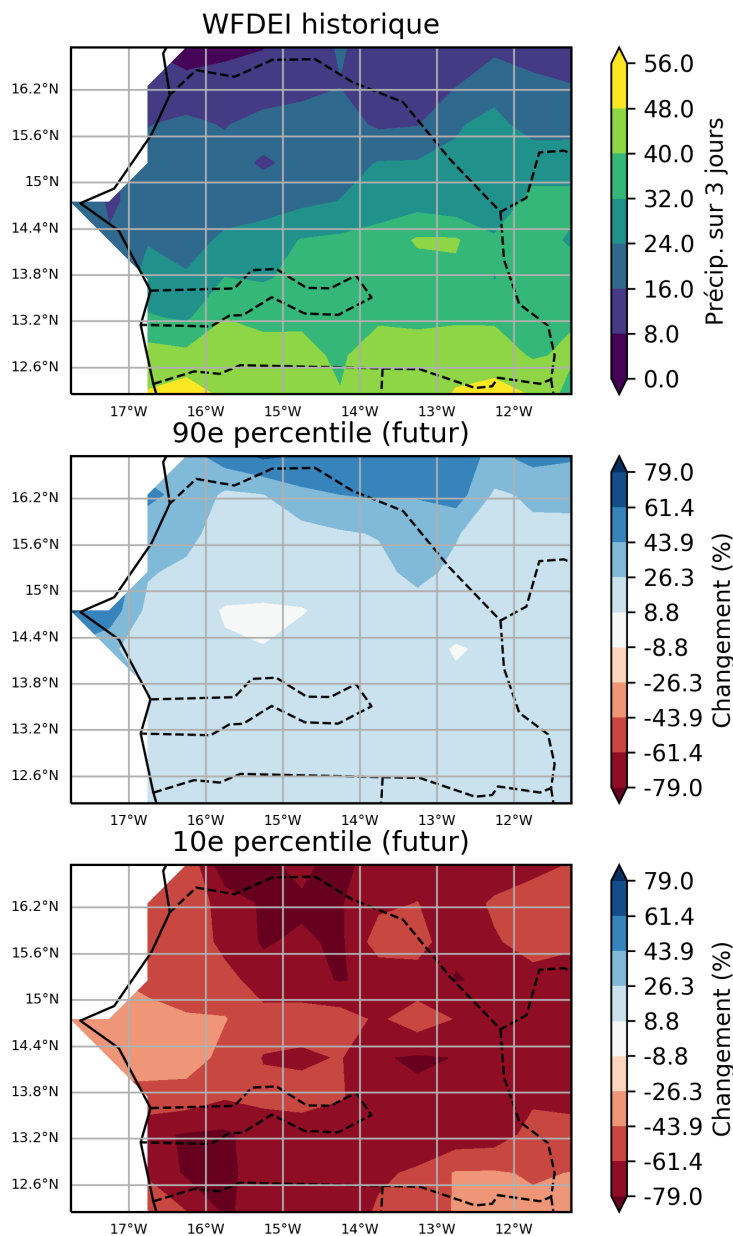 WFDEI historique
16.2°N
15.6°N
15°N
14.4°N
13.8°N
13.2°N
12.6°N
17°W 16°W 15°W 14°W 13°W 12°W
56.0
48.0
40.0
32.0
24.0
16.0
8.0
0.0
Précip. sur 3 jours
90e percentile (futur)
16.2°N
15.6°N
15°N
14.4°N
13.8°N
13.2°N
12.6°N
17°W 16°W 15°W 14°W 13°W 12°W
79.0
61.4
43.9
26.3
8.8
-8.8
-26.3
-43.9
-61.4
-79.0
Changement (%)
10e percentile (futur)
16.2°N
15.6°N
15°N
14.4°N
13.8°N
13.2°N
12.6°N
17°W 16°W 15°W 14°W 13°W 12°W
79.0
61.4
43.9
26.3
8.8
-8.8
-26.3
-43.9
-61.4
-79.0
Changement (%)